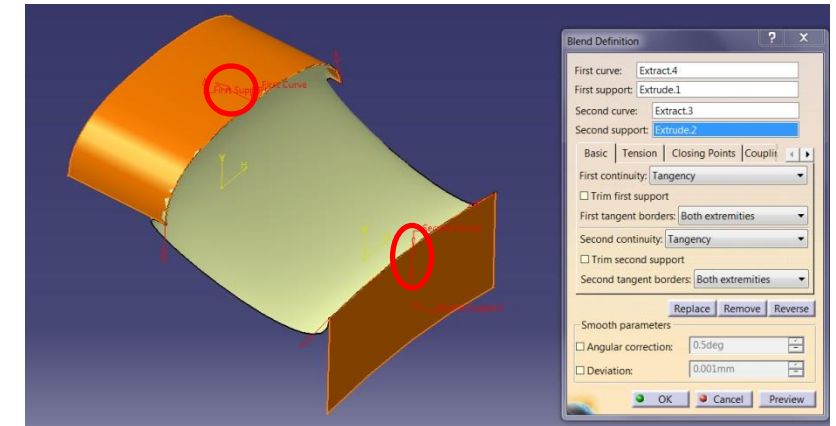 First Support
First Curve
Y
H
Second Curve
Blend Definition
? X
First curve: Extract.4
First support: Extrude.1
Second curve: Extract.3
Second support: Extrude.2
Basic Tension Closing Points Couplin
First continuity: Tangency
Trim first support
First tangent borders: Both extremities
Second continuity: Tangency
Trim second support
Second tangent borders: Both extremities
Replace Remove Reverse
Smooth parameters
Angular correction: 0.5deg
Deviation: 0.001mm
OK Cancel Preview